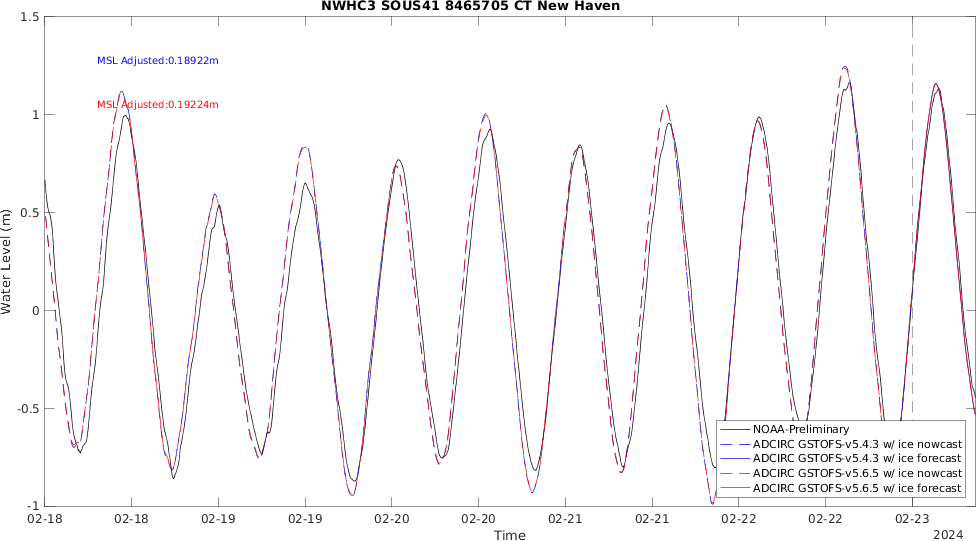 NWHC3 SOUS41 8465705 CT New Haven
1.5
MSL Adjusted:0.18922m
MSL Adjusted:0.19224m
1
0.5
Water Level (m)
0
-0.5
-1
NOAA-Preliminary
ADCIRC GSTOFS-v5.4.3 w/ ice nowcast
ADCIRC GSTOFS-v5.4.3 w/ ice forecast
ADCIRC GSTOFS-v5.6.5 w/ ice nowcast
ADCIRC GSTOFS-v5.6.5 w/ ice forecast
02-18 02-18 02-19 02-19 02-20 02-20 02-21 02-21 02-22 02-22 02-23
Time
2024